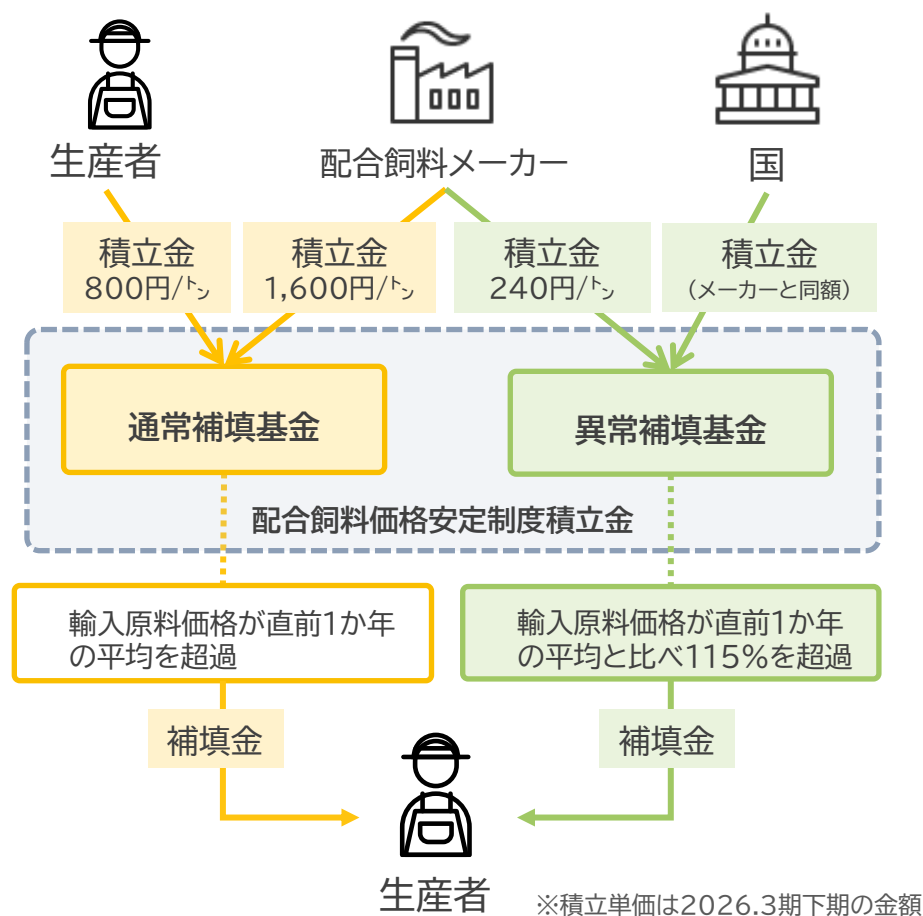 生産者
配合飼料メーカー
国
積立金
800円/㌧
積立金
1,600円/㌧
積立金
240円/㌧
積立金
(メーカーと同額)
通常補填基金
異常補填基金
配合飼料価格安定制度積立金
輸入原料価格が直前1か年
の平均を超過
輸入原料価格が直前1か年
の平均と比べ115%を超過
補填金
補填金
生産者
※積立単価は2026.3期下期の金額